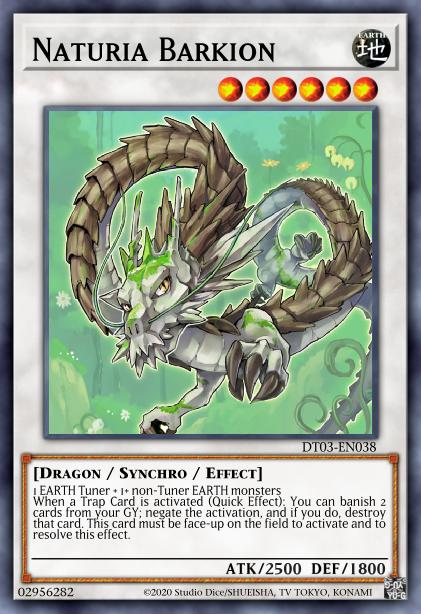 NATURIA BARKION
EARTH
地
DT03-EN038
[DRAGON / SYNCHRO / EFFECT]
1 EARTH Tuner + 1+ non-Tuner EARTH monsters
When a Trap Card is activated (Quick Effect): You can banish 2
cards from your GY; negate the activation, and if you do, destroy
that card. This card must be face-up on the field to activate and to
resolve this effect.
ATK/2500 DEF/1800
02956282
©2020 Studio Dice/SHUEISHA, TV TOKYO, KONAMI